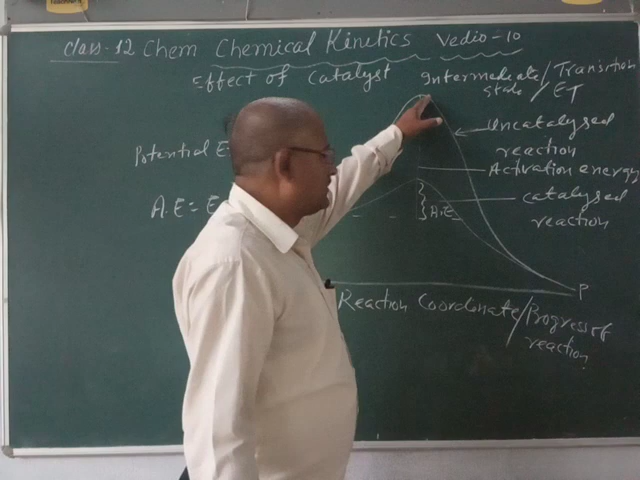 Class-12 Chem Chemical Kinetics Vedio-10
Effect of Catalyst
Intermediate/Transition
state/ET
Uncatalysed
reaction
Potential E
Activation energy
A.E= E
A.E
catalysed
reaction
P
Reaction Coordinate/Progress of
reaction